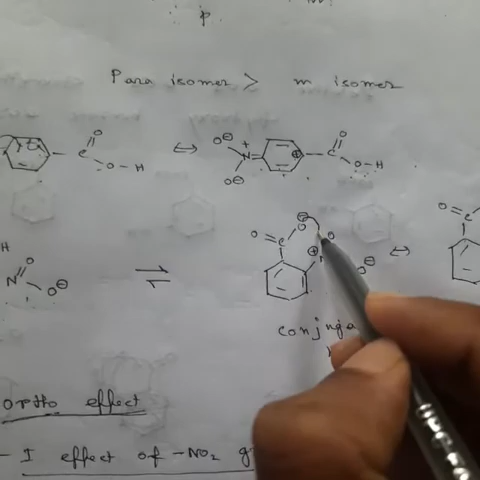 p
Para isomer > m isomer
O C O - H ↔ O⊖ N + O⊖ C O O - H
H
N O O⊖ ⇌ O C O⊖ ⊕ O O⊖ ↔ O C
conjuga
ortho effect
- I effect of -NO2 g